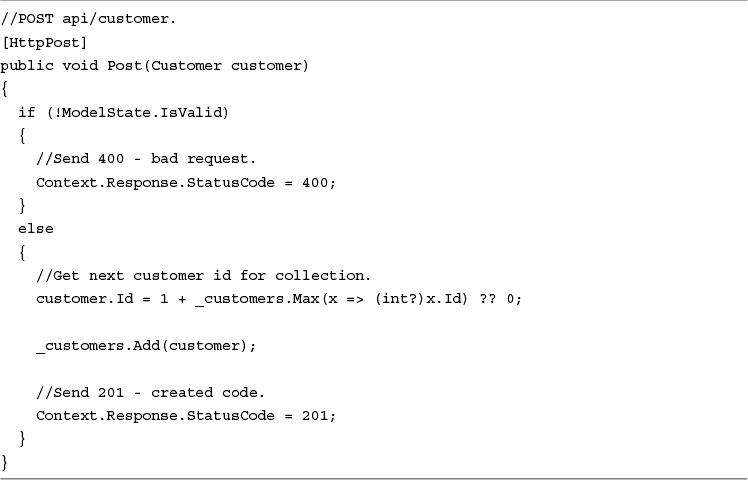 //POST api/customer.
[HttpPost]
public void Post(Customer customer)
{
  if (!ModelState.IsValid)
  {
    //Send 400 - bad request.
    Context.Response.StatusCode = 400;
  }
  else
  {
    //Get next customer id for collection.
    customer.Id = 1 + _customers.Max(x => (int?)x.Id) ?? 0;

    _customers.Add(customer);

    //Send 201 - created code.
    Context.Response.StatusCode = 201;
  }
}